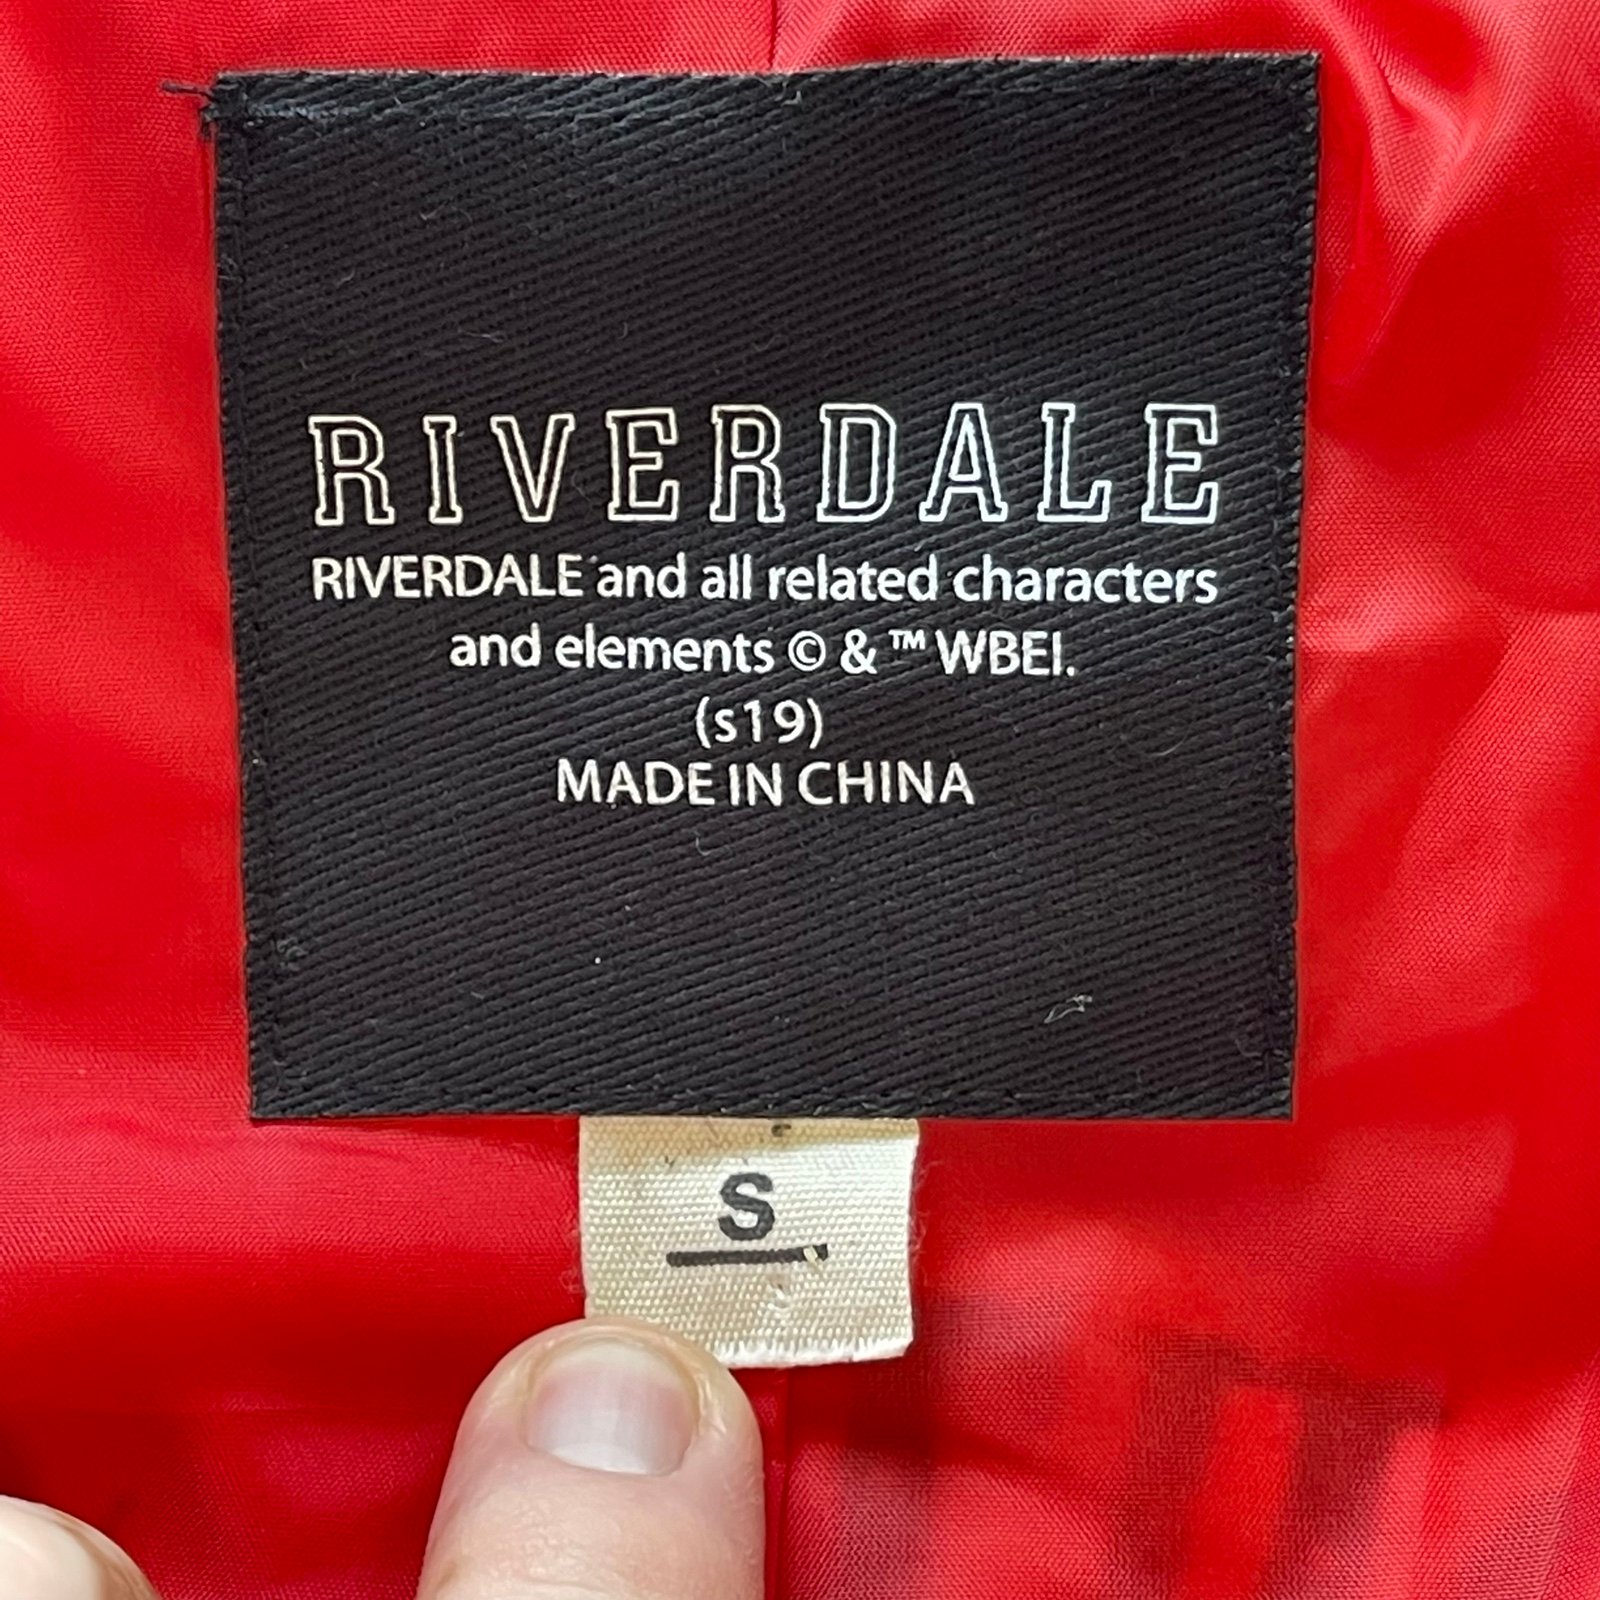 RIVERDALE
RIVERDALE and all related characters
and elements © & ™ WBEI.
(s19)
MADE IN CHINA
S